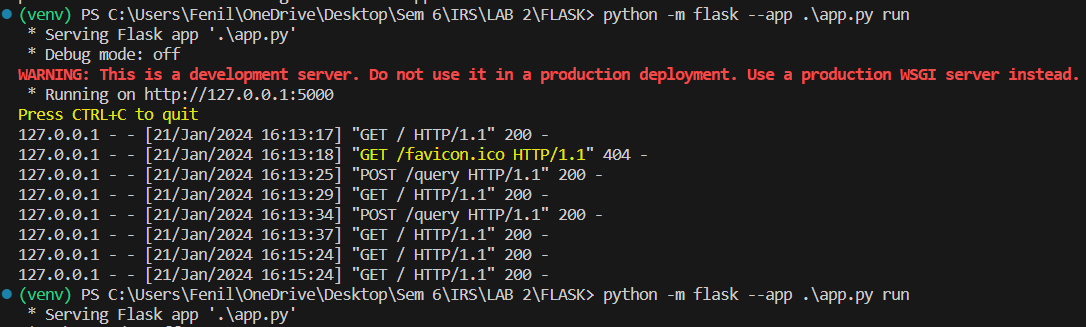 (venv) PS C:\Users\Fenil\OneDrive\Desktop\Sem 6\IRS\LAB 2\FLASK> python -m flask --app .\app.py run
 * Serving Flask app '.\app.py'
 * Debug mode: off
WARNING: This is a development server. Do not use it in a production deployment. Use a production WSGI server instead.
 * Running on http://127.0.0.1:5000
Press CTRL+C to quit
127.0.0.1 - - [21/Jan/2024 16:13:17] "GET / HTTP/1.1" 200 -
127.0.0.1 - - [21/Jan/2024 16:13:18] "GET /favicon.ico HTTP/1.1" 404 -
127.0.0.1 - - [21/Jan/2024 16:13:25] "POST /query HTTP/1.1" 200 -
127.0.0.1 - - [21/Jan/2024 16:13:29] "GET / HTTP/1.1" 200 -
127.0.0.1 - - [21/Jan/2024 16:13:34] "POST /query HTTP/1.1" 200 -
127.0.0.1 - - [21/Jan/2024 16:13:37] "GET / HTTP/1.1" 200 -
127.0.0.1 - - [21/Jan/2024 16:15:24] "GET / HTTP/1.1" 200 -
127.0.0.1 - - [21/Jan/2024 16:15:24] "GET / HTTP/1.1" 200 -
(venv) PS C:\Users\Fenil\OneDrive\Desktop\Sem 6\IRS\LAB 2\FLASK> python -m flask --app .\app.py run
 * Serving Flask app '.\app.py'